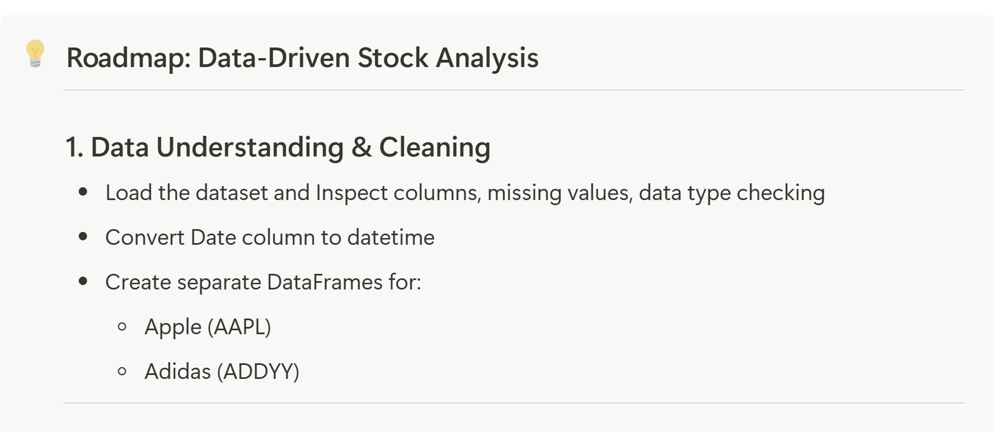 Roadmap: Data-Driven Stock Analysis
1. Data Understanding & Cleaning
Load the dataset and Inspect columns, missing values, data type checking
Convert Date column to datetime
Create separate DataFrames for:
Apple (AAPL)
Adidas (ADDYY)